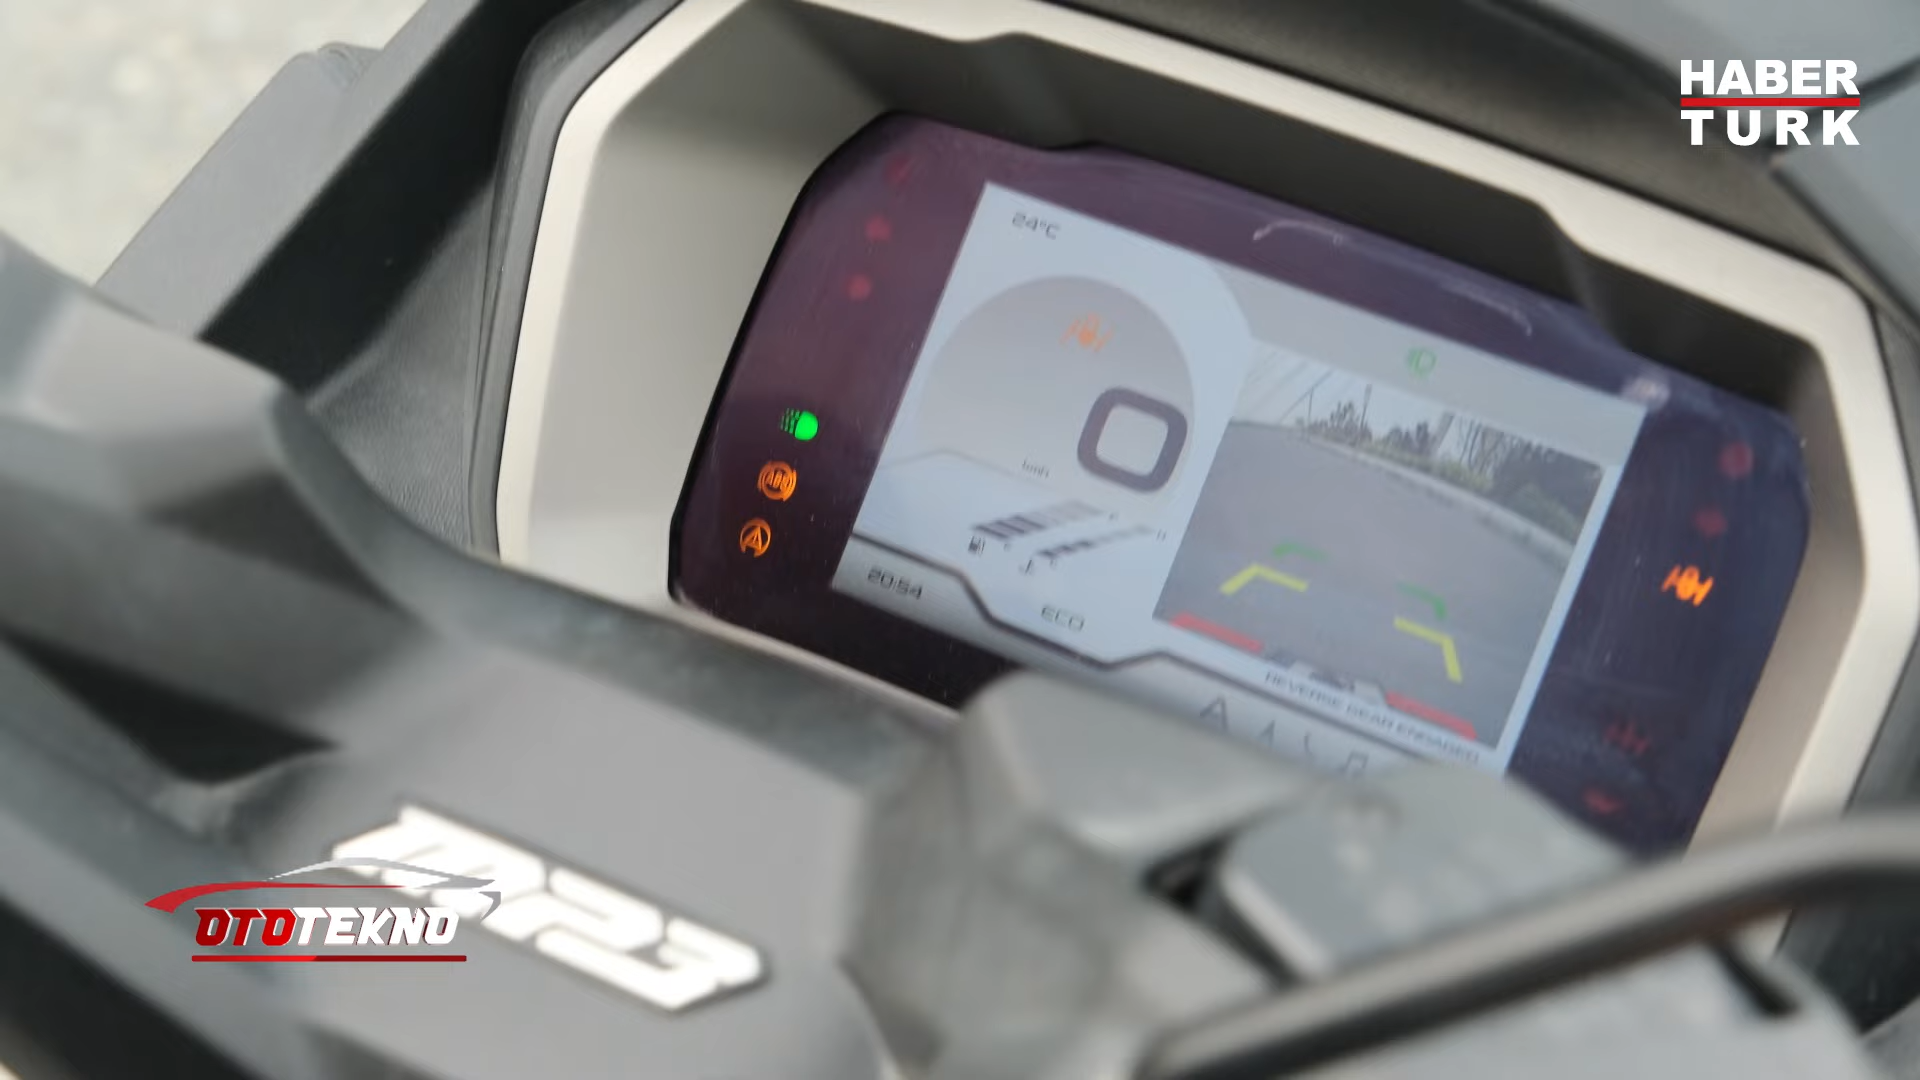 HABER
TURK
24°C
ABS
A
0
km/h
20:54
ECO
REVERSE GEAR ENGAGED
A
MP3
OTOTEKNO